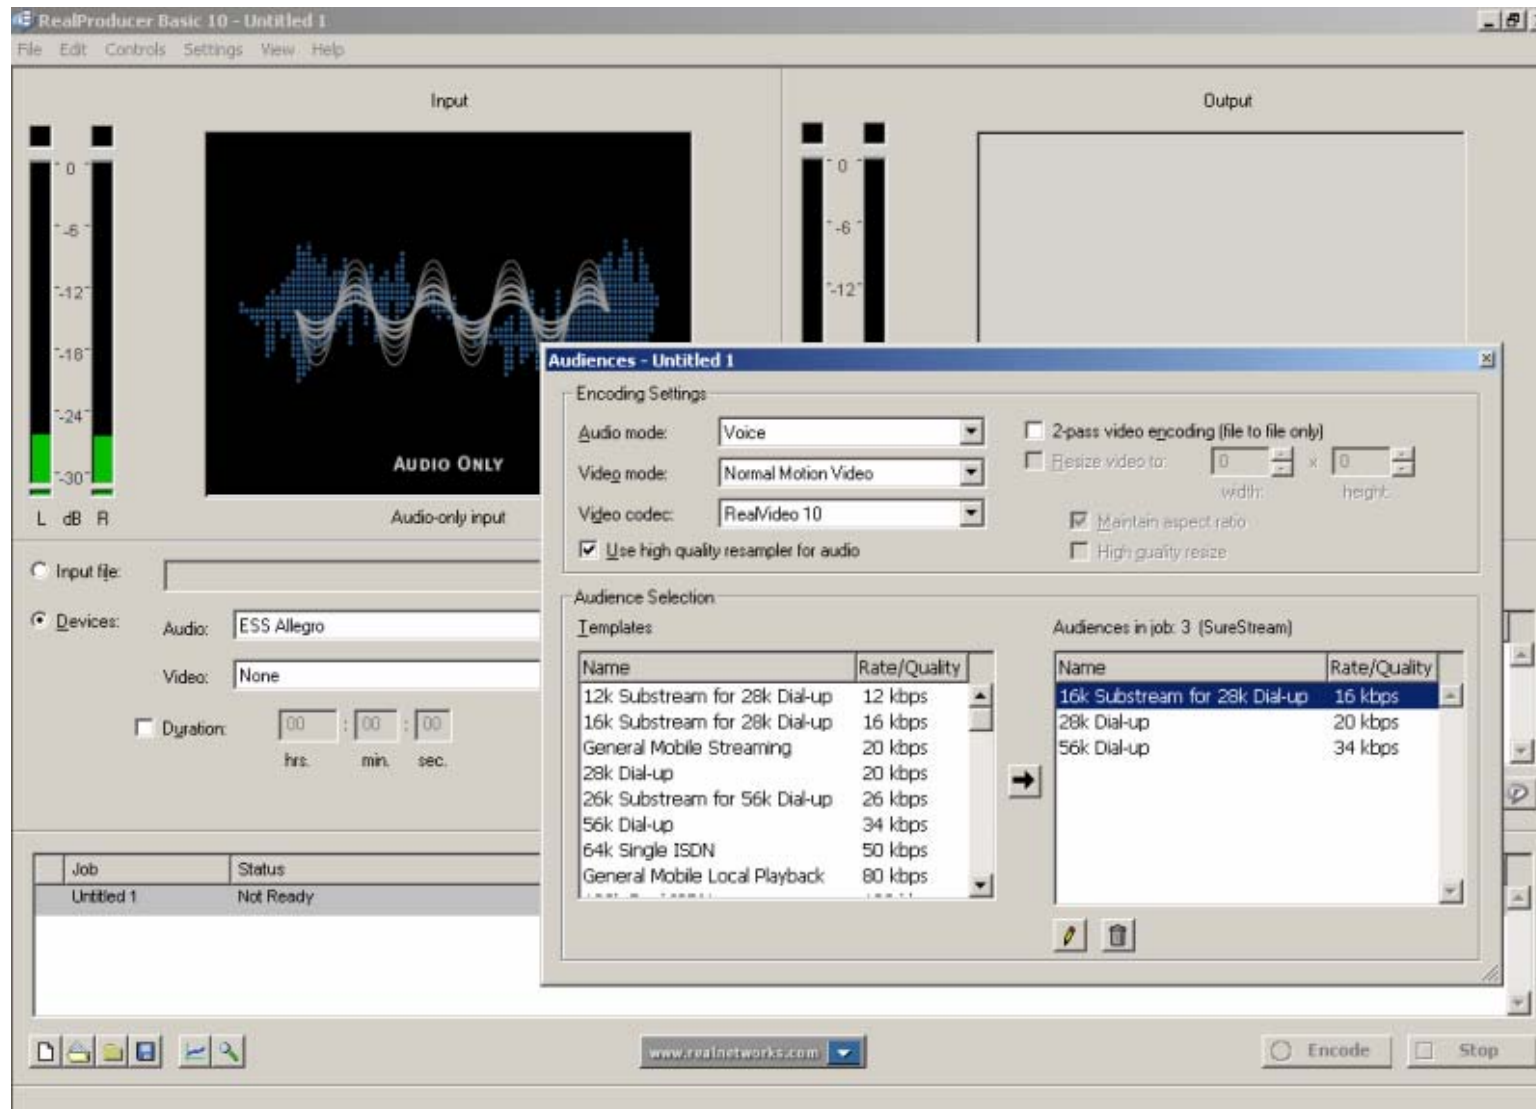 RealProducer Basic 10 - Untitled 1
File Edit Controls Settings View Help
Input
Output
0
-6
-12
-18
-24
-30
L dB R
0
-6
-12
AUDIO ONLY
Audio-only input
Input file:
Devices:
Audio: ESS Allegro
Video: None
Duration: 00 : 00 : 00
hrs. min. sec.
Audiences - Untitled 1
Encoding Settings
Audio mode: Voice
Video mode: Normal Motion Video
Video codec: RealVideo 10
Use high quality resampler for audio
2-pass video encoding (file to file only)
Resize video to: 0 x 0
width: height:
Maintain aspect ratio
High quality resize
Audience Selection
Templates
Name Rate/Quality
12k Substream for 28k Dial-up 12 kbps
16k Substream for 28k Dial-up 16 kbps
General Mobile Streaming 20 kbps
28k Dial-up 20 kbps
26k Substream for 56k Dial-up 26 kbps
56k Dial-up 34 kbps
64k Single ISDN 50 kbps
General Mobile Local Playback 80 kbps
Audiences in job: 3 (SureStream)
Name Rate/Quality
16k Substream for 28k Dial-up 16 kbps
28k Dial-up 20 kbps
56k Dial-up 34 kbps
Job Status
Untitled 1 Not Ready
www.realnetworks.com
Encode
Stop